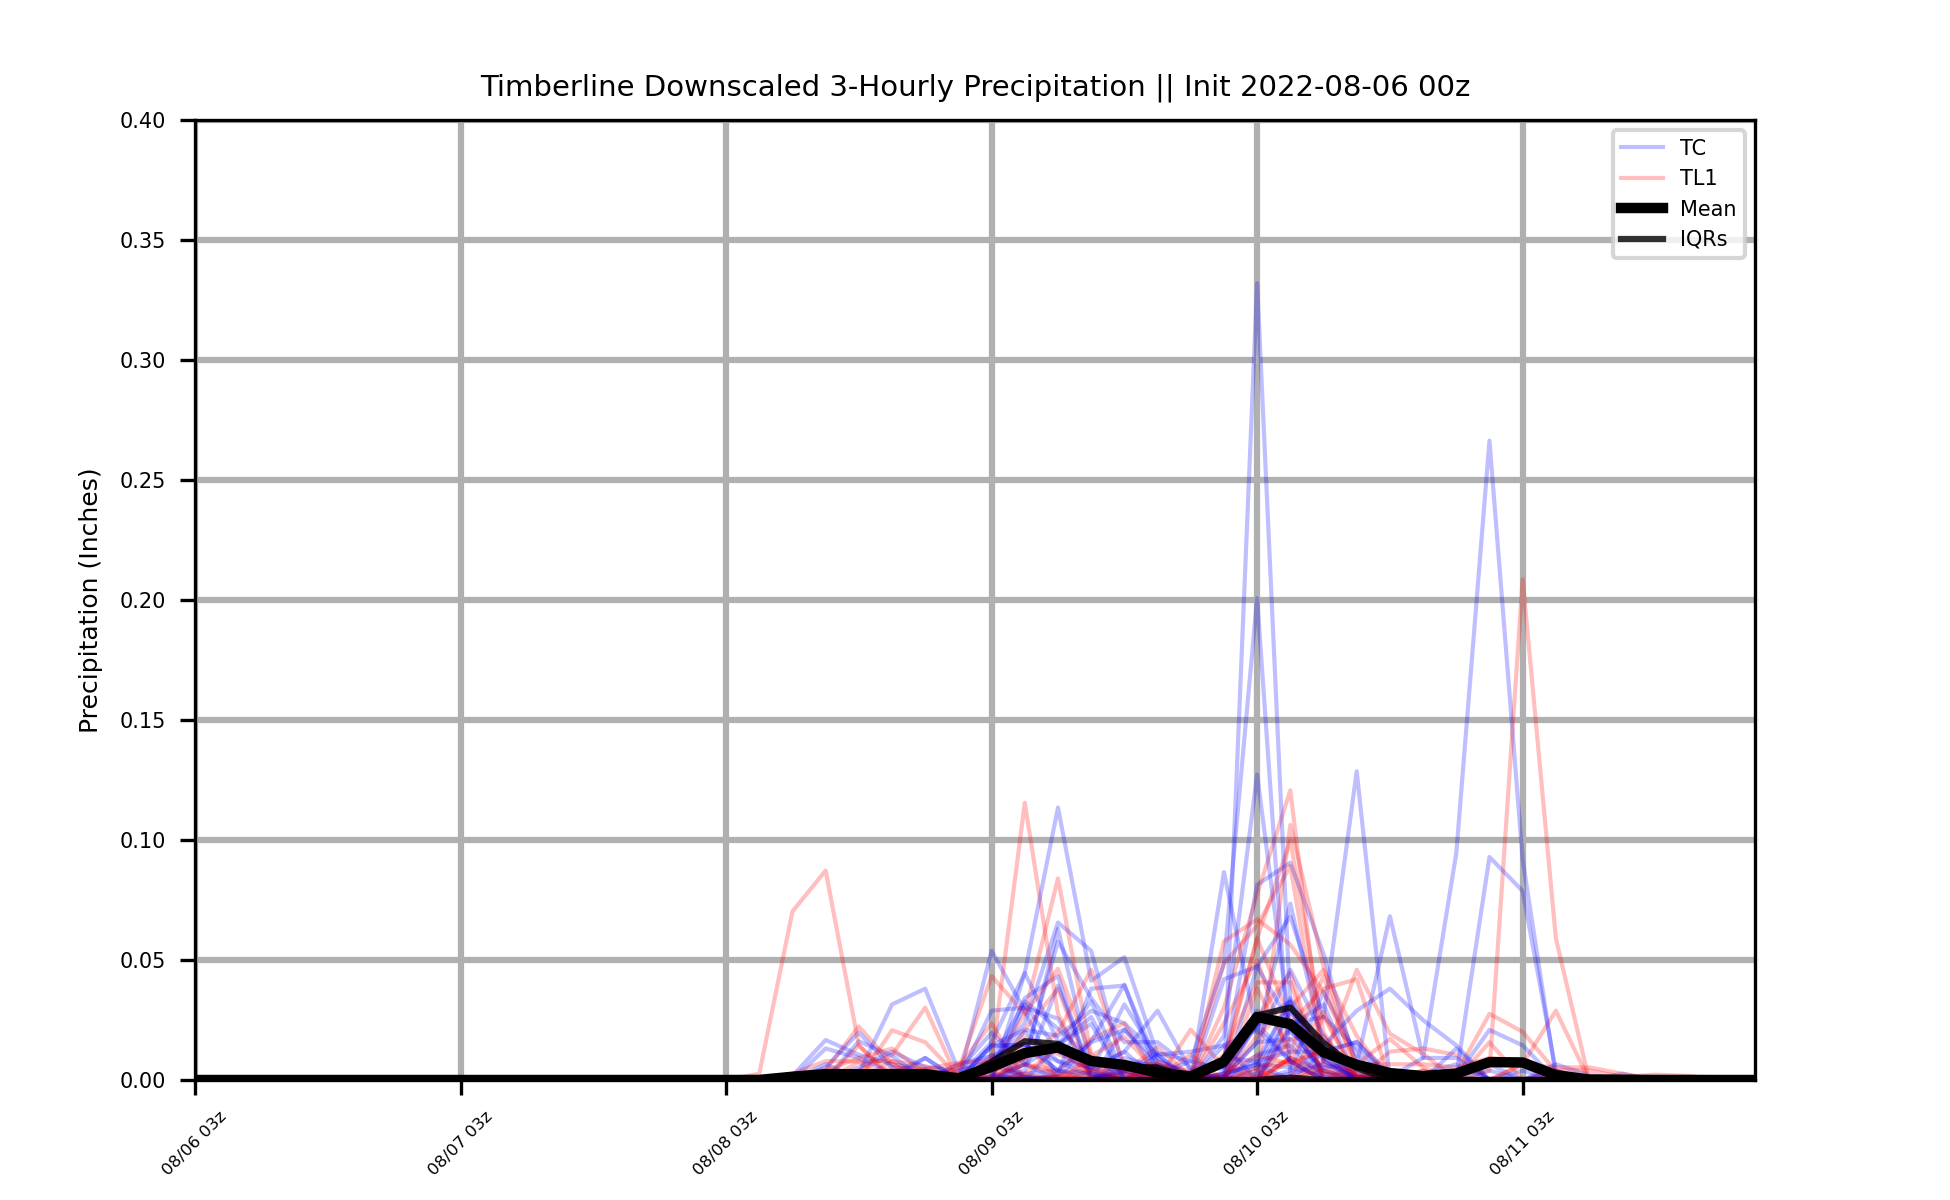 Timberline Downscaled 3-Hourly Precipitation || Init 2022-08-06 00z
Precipitation (Inches)
0.40
0.35
0.30
0.25
0.20
0.15
0.10
0.05
0.00
TC
TL1
Mean
IQRs
08/06 03z
08/07 03z
08/08 03z
08/09 03z
08/10 03z
08/11 03z